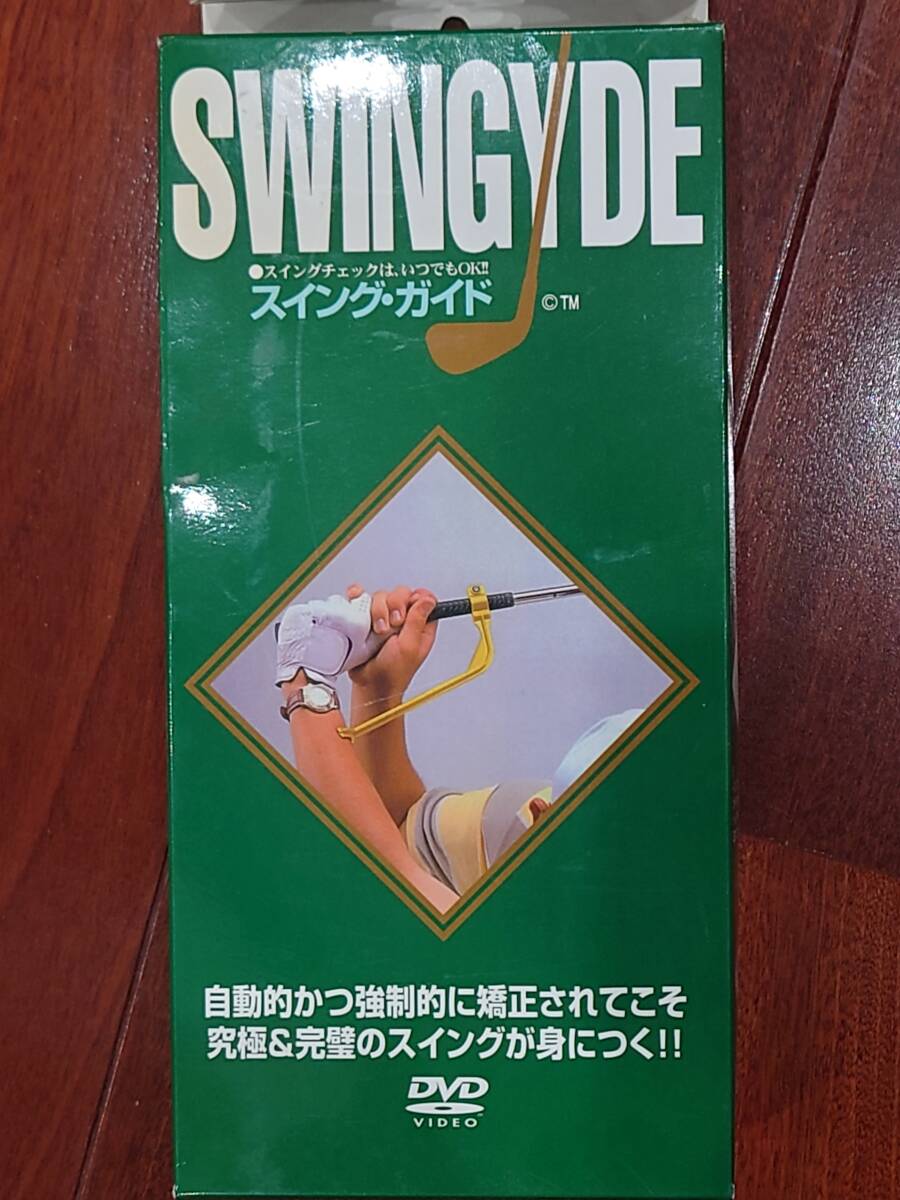 SWINGYDE
●スイングチェックは、いつでもOK!!
スイング・ガイド ©TM
自動的かつ強制的に矯正されてこそ
究極&完璧のスイングが身につく!!
DVD
VIDEO